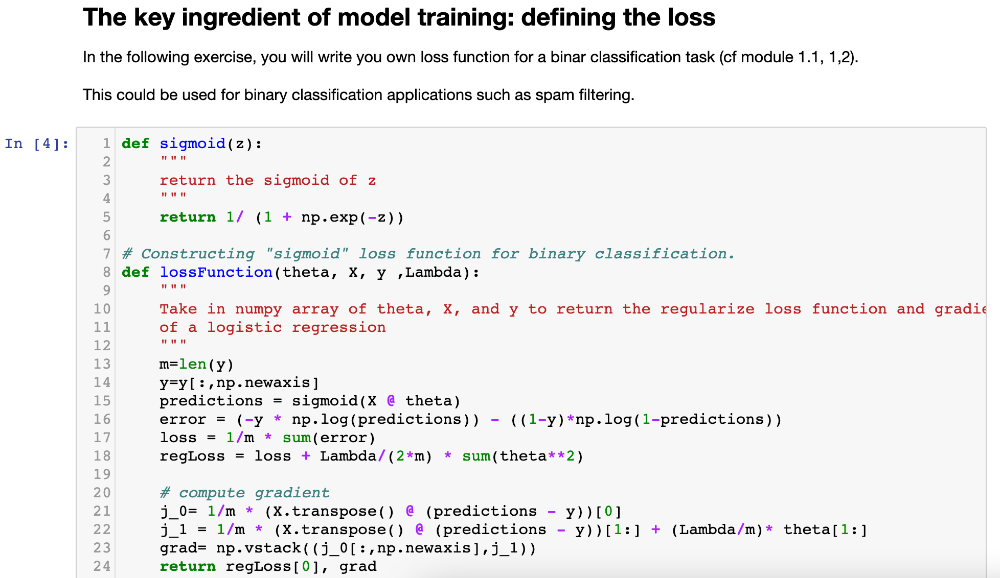 The key ingredient of model training: defining the loss
In the following exercise, you will write you own loss function for a binar classification task (cf module 1.1, 1,2).
This could be used for binary classification applications such as spam filtering.
In [4]:
1 def sigmoid(z):
2     """
3     return the sigmoid of z
4     """
5     return 1/ (1 + np.exp(-z))
6
7 # Constructing "sigmoid" loss function for binary classification.
8 def lossFunction(theta, X, y ,Lambda):
9     """
10     Take in numpy array of theta, X, and y to return the regularize loss function and gradie
11     of a logistic regression
12     """
13     m=len(y)
14     y=y[:,np.newaxis]
15     predictions = sigmoid(X @ theta)
16     error = (-y * np.log(predictions)) - ((1-y)*np.log(1-predictions))
17     loss = 1/m * sum(error)
18     regLoss = loss + Lambda/(2*m) * sum(theta**2)
19
20     # compute gradient
21     j_0= 1/m * (X.transpose() @ (predictions - y))[0]
22     j_1 = 1/m * (X.transpose() @ (predictions - y))[1:] + (Lambda/m)* theta[1:]
23     grad= np.vstack((j_0[:,np.newaxis],j_1))
24     return regLoss[0], grad